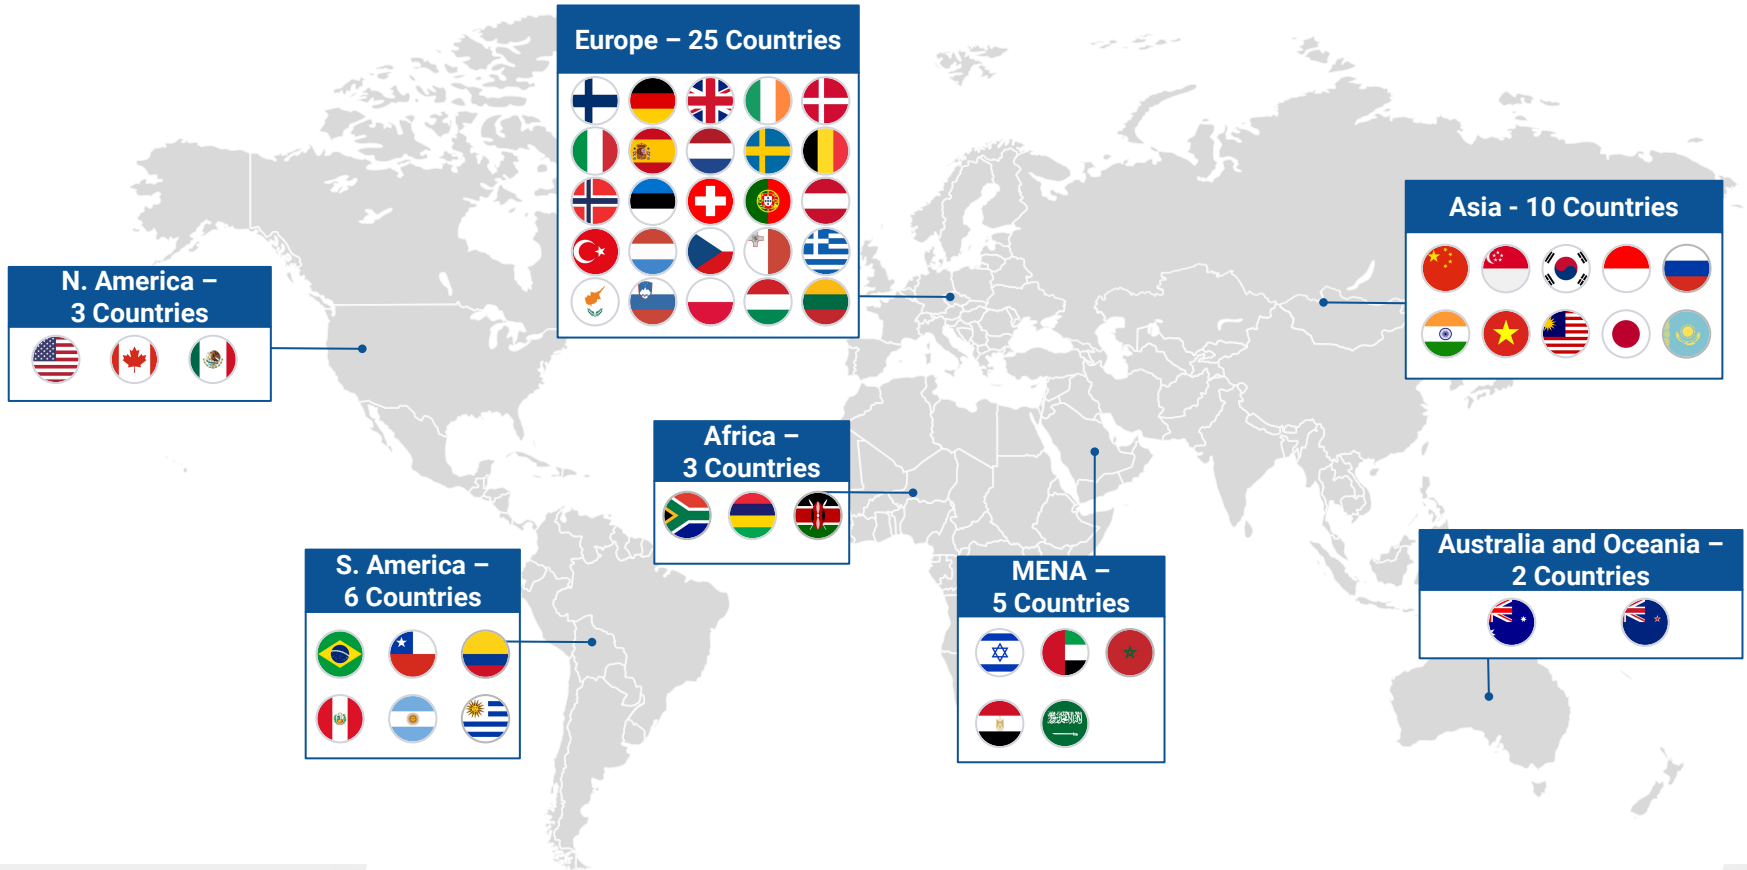 Europe – 25 Countries
Asia - 10 Countries
N. America –
3 Countries
Africa –
3 Countries
S. America –
6 Countries
MENA –
5 Countries
Australia and Oceania –
2 Countries